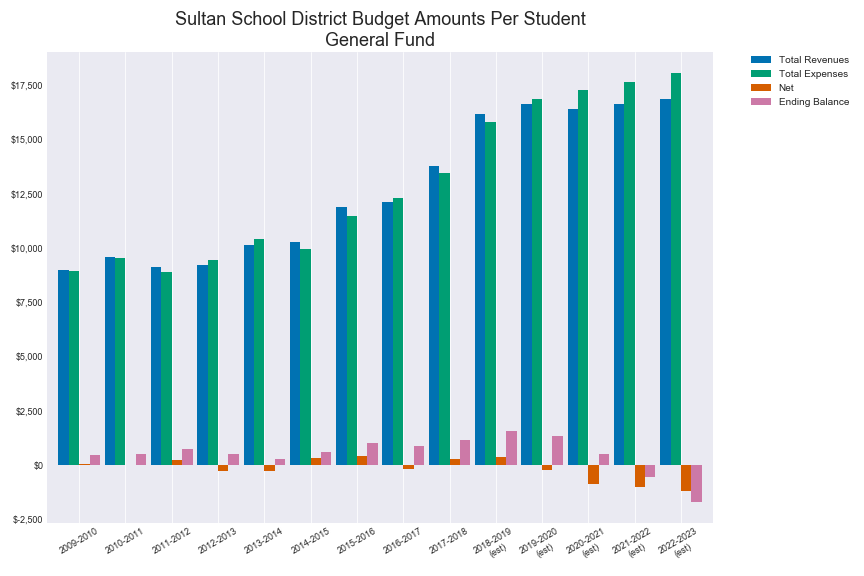 Sultan School District Budget Amounts Per Student
General Fund
Total Revenues
Total Expenses
Net
Ending Balance
$17,500
$15,000
$12,500
$10,000
$7,500
$5,000
$2,500
$0
$-2,500
2009-2010
2010-2011
2011-2012
2012-2013
2013-2014
2014-2015
2015-2016
2016-2017
2017-2018
2018-2019
(est)
2019-2020
(est)
2020-2021
(est)
2021-2022
(est)
2022-2023
(est)